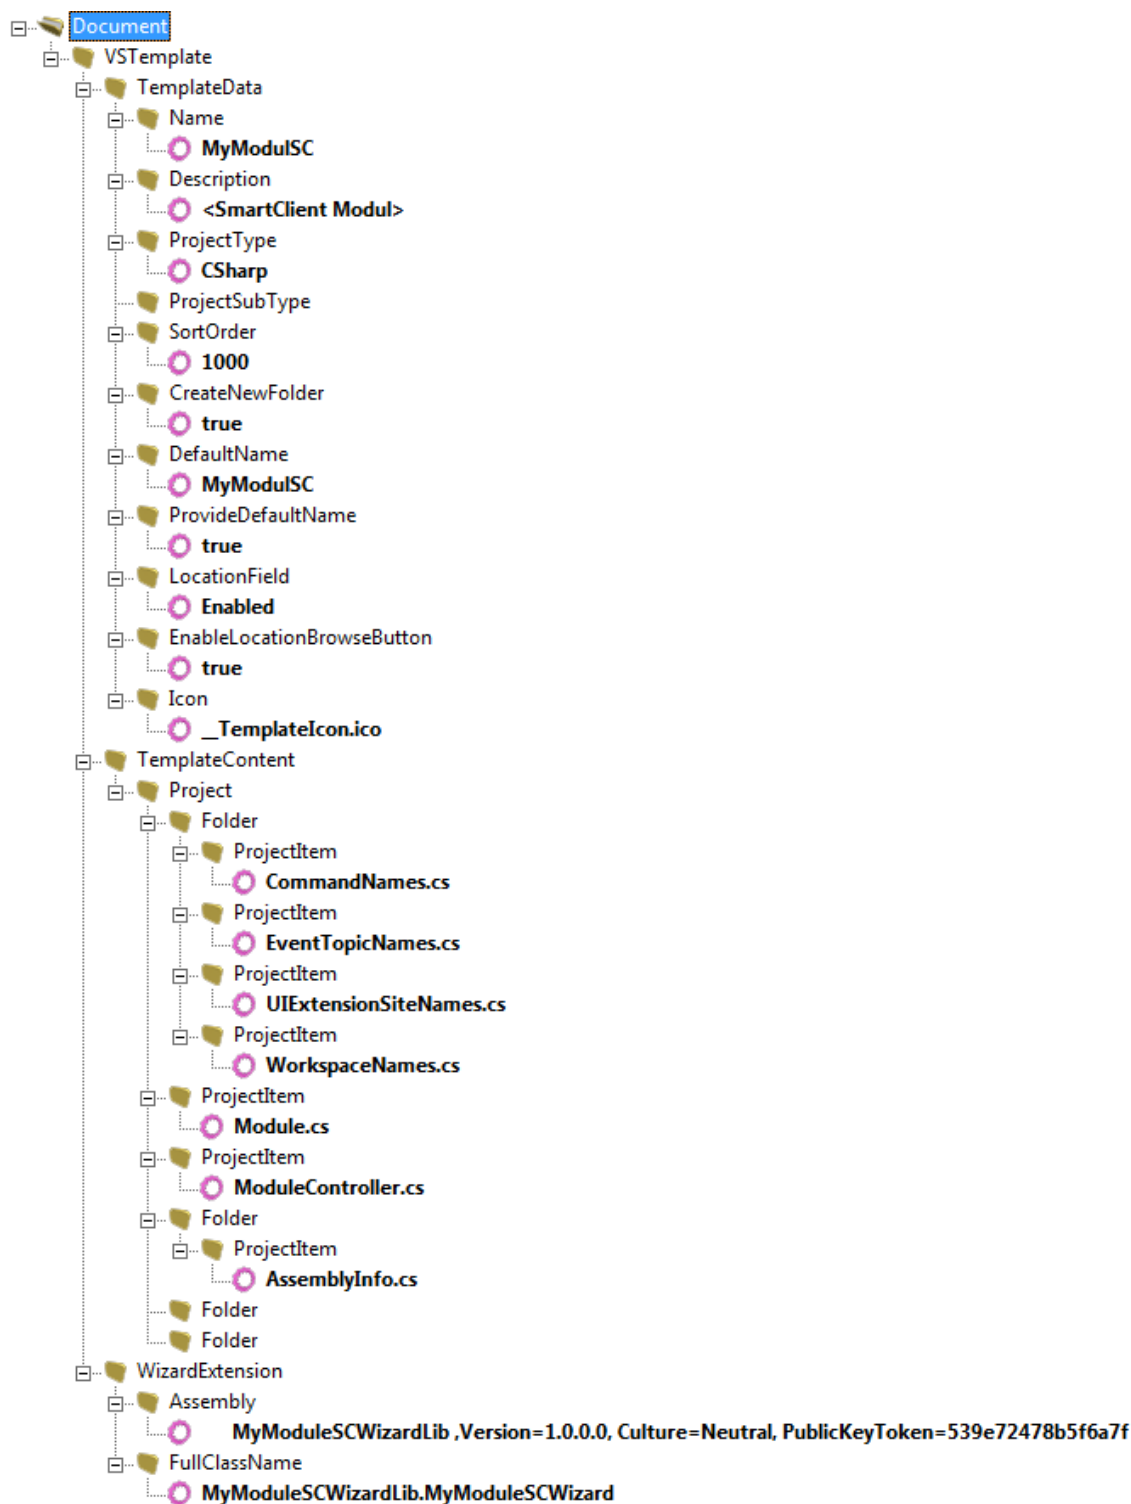 Document
VSTemplate
TemplateData
Name
MyModulSC
Description
<SmartClient Modul>
ProjectType
CSharp
ProjectSubType
SortOrder
1000
CreateNewFolder
true
DefaultName
MyModulSC
ProvideDefaultName
true
LocationField
Enabled
EnableLocationBrowseButton
true
Icon
__TemplateIcon.ico
TemplateContent
Project
Folder
ProjectItem
CommandNames.cs
ProjectItem
EventTopicNames.cs
ProjectItem
UIExtensionSiteNames.cs
ProjectItem
WorkspaceNames.cs
ProjectItem
Module.cs
ProjectItem
ModuleController.cs
Folder
ProjectItem
AssemblyInfo.cs
Folder
Folder
WizardExtension
Assembly
MyModuleSCWizardLib ,Version=1.0.0.0, Culture=Neutral, PublicKeyToken=539e72478b5f6a7f
FullClassName
MyModuleSCWizardLib.MyModuleSCWizard